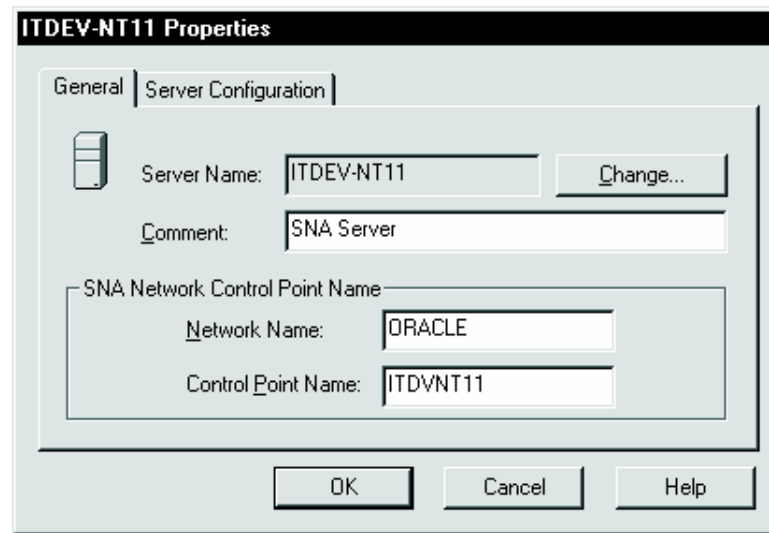 ITDEV-NT11 Properties
General Server Configuration
Server Name: ITDEV-NT11 Change...
Comment: SNA Server
SNA Network Control Point Name
Network Name: ORACLE
Control Point Name: ITDVNT11
OK Cancel Help